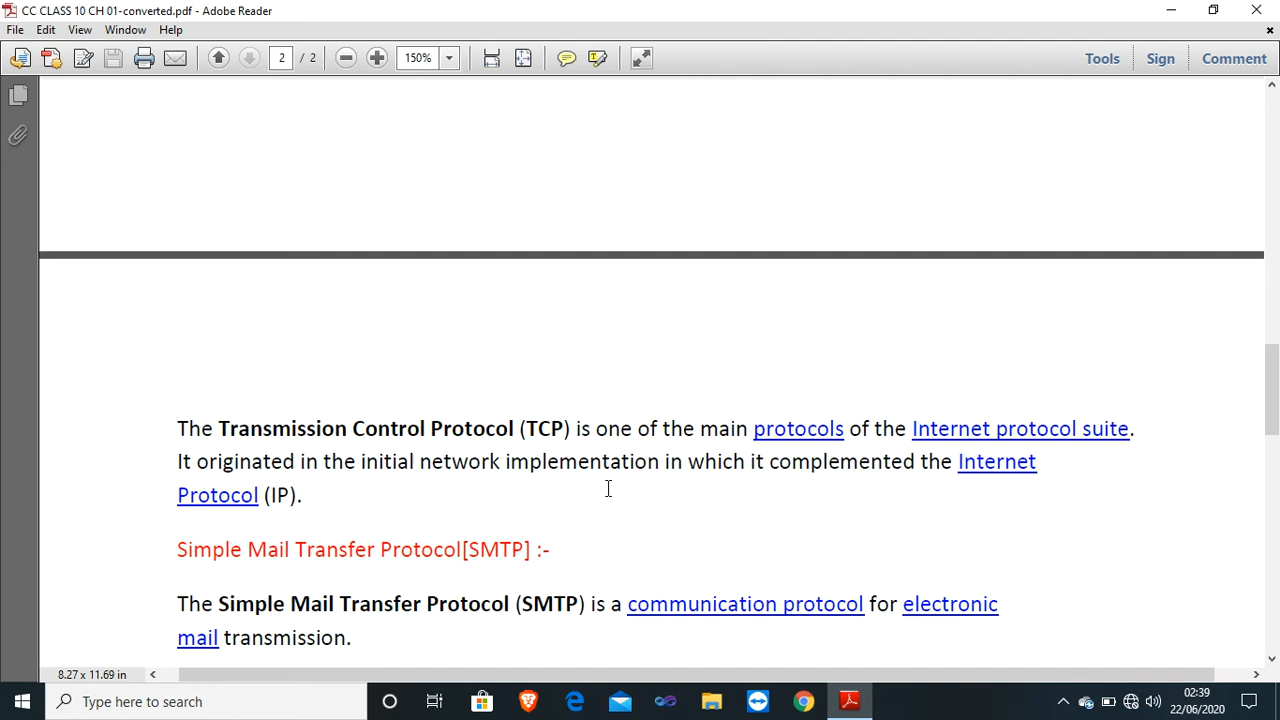 CC CLASS 10 CH 01-converted.pdf - Adobe Reader
File Edit View Window Help
2 / 2 150% Tools Sign Comment
The Transmission Control Protocol (TCP) is one of the main protocols of the Internet protocol suite.
It originated in the initial network implementation in which it complemented the Internet
Protocol (IP).
Simple Mail Transfer Protocol[SMTP] :-
The Simple Mail Transfer Protocol (SMTP) is a communication protocol for electronic
mail transmission.
8.27 x 11.69 in
Type here to search
02:39
22/06/2020